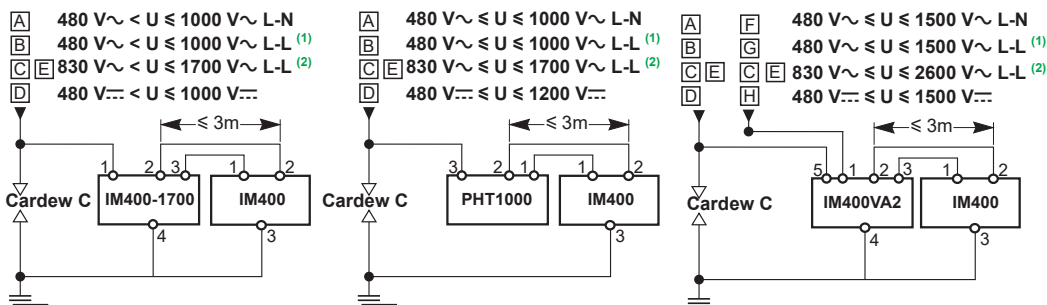 A 480 V~ < U ≤ 1000 V~ L-N
B 480 V~ < U ≤ 1000 V~ L-L (1)
C E 830 V~ < U ≤ 1700 V~ L-L (2)
D 480 V⎓ < U ≤ 1000 V⎓
≤ 3m
1 2 3 1 2
Cardew C IM400-1700 IM400
4 3
A 480 V~ ≤ U ≤ 1000 V~ L-N
B 480 V~ ≤ U ≤ 1000 V~ L-L (1)
C E 830 V~ ≤ U ≤ 1700 V~ L-L (2)
D 480 V⎓ ≤ U ≤ 1200 V⎓
≤ 3m
3 2 1 1 2
Cardew C PHT1000 IM400
3
A F 480 V~ ≤ U ≤ 1500 V~ L-N
B G 480 V~ ≤ U ≤ 1500 V~ L-L (1)
C E C E 830 V~ ≤ U ≤ 2600 V~ L-L (2)
D H 480 V⎓ ≤ U ≤ 1500 V⎓
≤ 3m
5 1 2 3 1 2
Cardew C IM400VA2 IM400
4 3